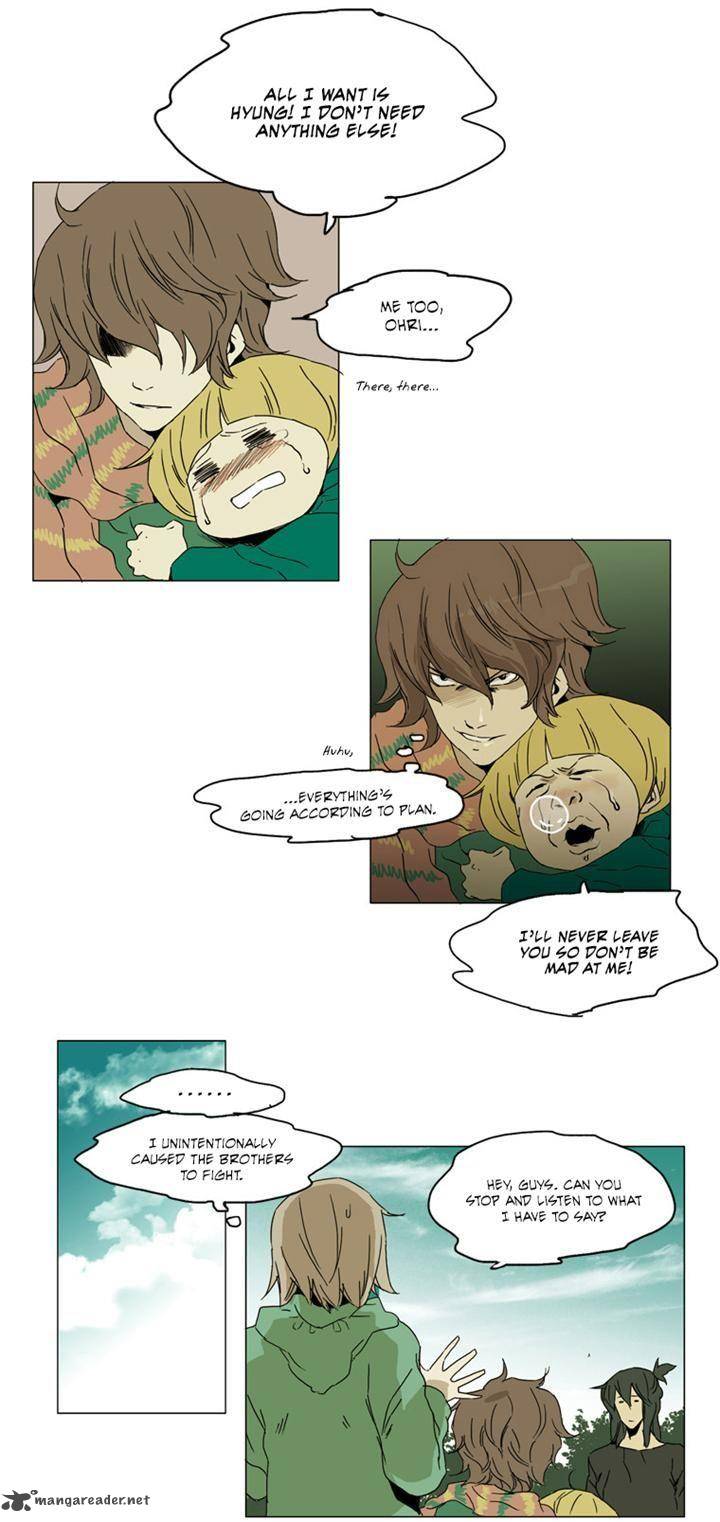 ALL I WANT IS
HYUNG! I DON'T NEED
ANYTHING ELSE!
ME TOO,
OHRI...
There, there...
Huhu,
...EVERYTHING'S
GOING ACCORDING TO PLAN.
I'LL NEVER LEAVE
YOU SO DON'T BE
MAD AT ME!
......
I UNINTENTIONALLY
CAUSED THE BROTHERS
TO FIGHT.
HEY, GUYS. CAN YOU
STOP AND LISTEN TO WHAT
I HAVE TO SAY?
mangareader.net